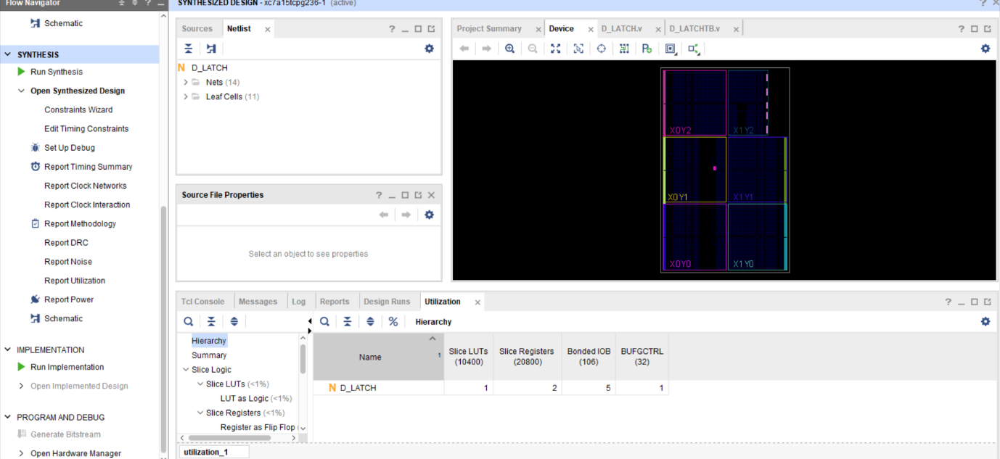 Flow Navigator
?
Schematic
SYNTHESIS
Run Synthesis
Open Synthesized Design
Constraints Wizard
Edit Timing Constraints
Set Up Debug
Report Timing Summary
Report Clock Networks
Report Clock Interaction
Report Methodology
Report DRC
Report Noise
Report Utilization
Report Power
Schematic
IMPLEMENTATION
Run Implementation
Open Implemented Design
PROGRAM AND DEBUG
Generate Bitstream
Open Hardware Manager
SYNTHESIZED DESIGN - xc7a15tcpg236-1 (active)
?
Sources Netlist ?
N D_LATCH
Nets (14)
Leaf Cells (11)
Source File Properties ?
Select an object to see properties
Project Summary Device D_LATCH.v D_LATCHTB.v ?
X0Y2 X1Y2
X0Y1 X1Y1
X0Y0 X1Y0
Tcl Console Messages Log Reports Design Runs Utilization ?
% Hierarchy
Hierarchy
Summary
Slice Logic
Slice LUTs (<1%)
LUT as Logic (<1%)
Slice Registers (<1%)
Register as Flip Flop (
Name 1 Slice LUTs (10400) Slice Registers (20800) Bonded IOB (106) BUFGCTRL (32)
N D_LATCH 1 2 5 1
utilization_1